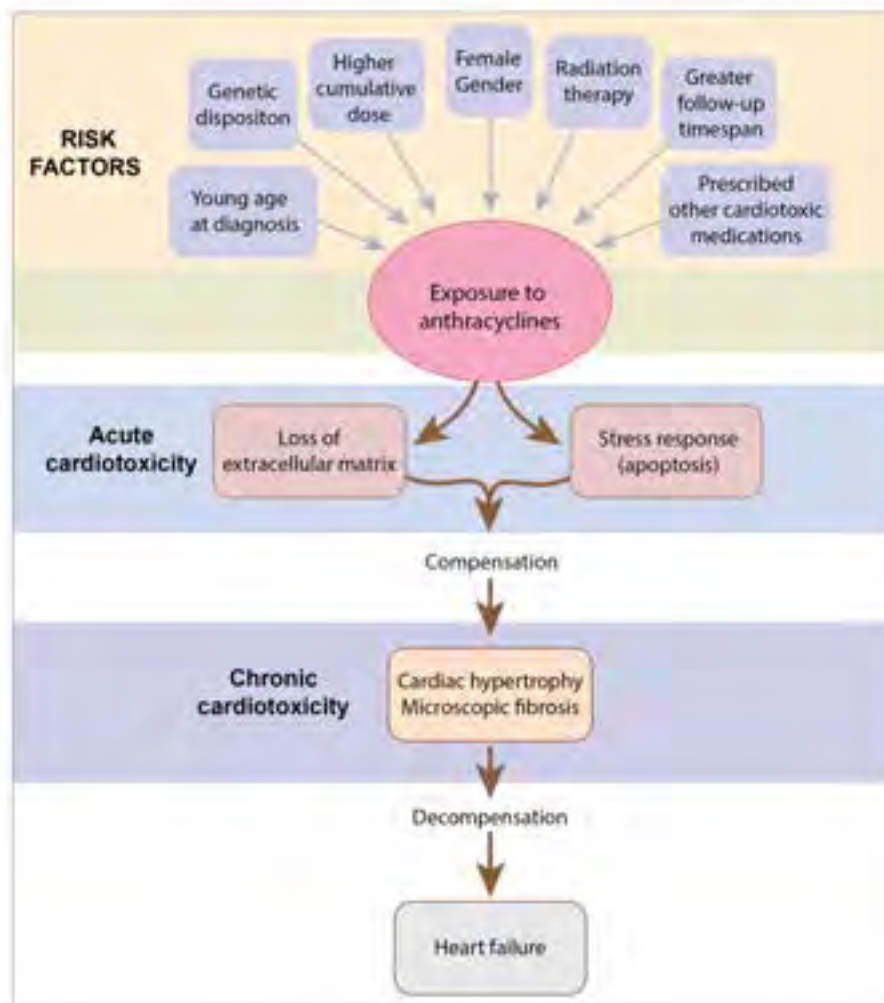 Genetic
dispositon
Higher
cumulative
dose
Female
Gender
Radiation
therapy
Greater
follow-up
timespan
RISK
FACTORS
Young age
at diagnosis
Prescribed
other cardiotoxic
medications
Exposure to
anthracyclines
Acute
cardiotoxicity
Loss of
extracellular matrix
Stress response
(apoptosis)
Compensation
Chronic
cardiotoxicity
Cardiac hypertrophy
Microscopic fibrosis
Decompensation
Heart failure